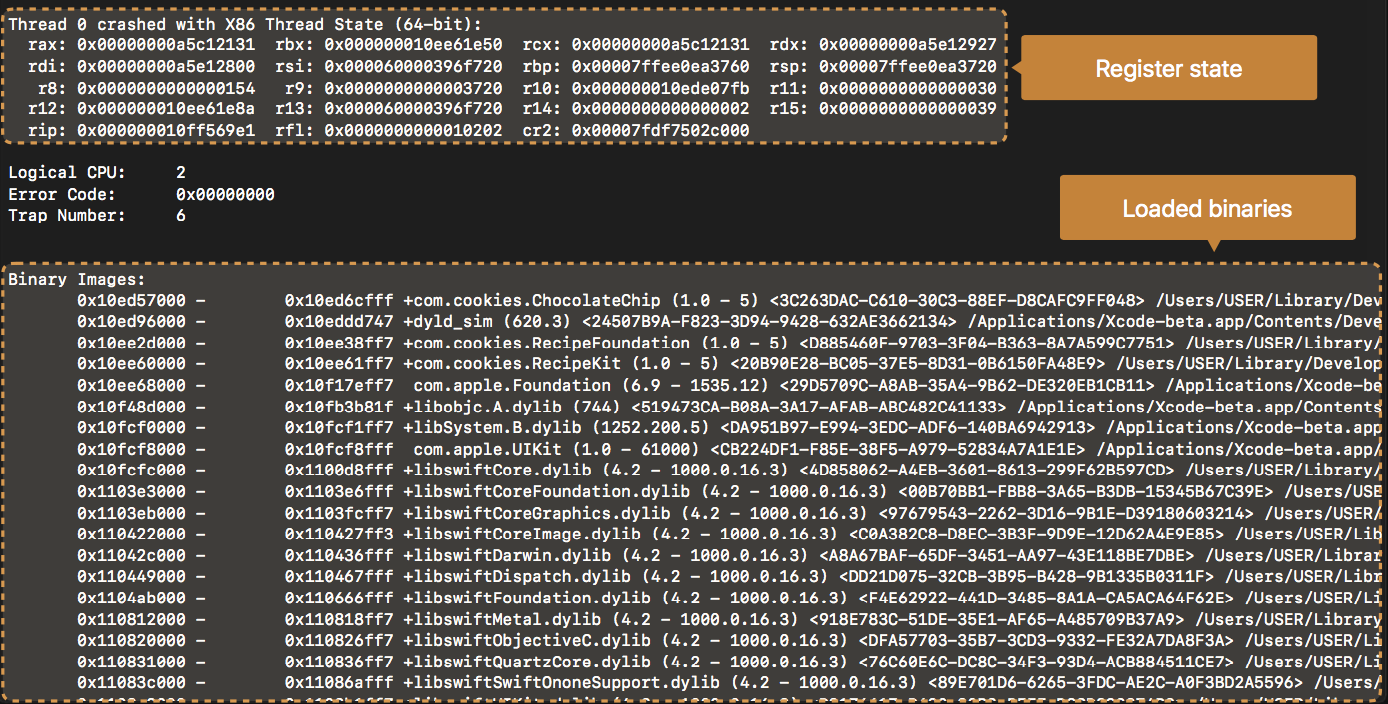 Thread 0 crashed with X86 Thread State (64-bit):
rax: 0x00000000a5c12131 rbx: 0x000000010ee61e50 rcx: 0x00000000a5c12131 rdx: 0x00000000a5e12927
rdi: 0x00000000a5e12800 rsi: 0x000060000396f720 rbp: 0x00007ffee0ea3760 rsp: 0x00007ffee0ea3720
r8: 0x0000000000000154 r9: 0x0000000000003720 r10: 0x000000010ede07fb r11: 0x0000000000000030
r12: 0x000000010ee61e8a r13: 0x000060000396f720 r14: 0x0000000000000002 r15: 0x0000000000000039
rip: 0x000000010ff569e1 rfl: 0x0000000000010202 cr2: 0x00007fdf7502c000
Register state
Logical CPU: 2
Error Code: 0x00000000
Trap Number: 6
Loaded binaries
Binary Images:
0x10ed57000 - 0x10ed6cfff +com.cookies.ChocolateChip (1.0 - 5) <3C263DAC-C610-30C3-88EF-D8CAFC9FF048> /Users/USER/Library/Dev
0x10ed96000 - 0x10eddd747 +dyld_sim (620.3) <24507B9A-F823-3D94-9428-632AE3662134> /Applications/Xcode-beta.app/Contents/Deve
0x10ee2d000 - 0x10ee38ff7 +com.cookies.RecipeFoundation (1.0 - 5) <D885460F-9703-3F04-B363-8A7A599C7751> /Users/USER/Library/
0x10ee60000 - 0x10ee61ff7 +com.cookies.RecipeKit (1.0 - 5) <20B90E28-BC05-37E5-8D31-0B6150FA48E9> /Users/USER/Library/Develop
0x10ee68000 - 0x10f17eff7 com.apple.Foundation (6.9 - 1535.12) <29D5709C-A8AB-35A4-9B62-DE320EB1CB11> /Applications/Xcode-be
0x10f48d000 - 0x10fb3b81f +libobjc.A.dylib (744) <519473CA-B08A-3A17-AFAB-ABC482C41133> /Applications/Xcode-beta.app/Contents
0x10fcf0000 - 0x10fcf1ff7 +libSystem.B.dylib (1252.200.5) <DA951B97-E994-3EDC-ADF6-140BA6942913> /Applications/Xcode-beta.app
0x10fcf8000 - 0x10fcf8fff com.apple.UIKit (1.0 - 61000) <CB224DF1-F85E-38F5-A979-52834A7A1E1E> /Applications/Xcode-beta.app/
0x10fcfc000 - 0x1100d8fff +libswiftCore.dylib (4.2 - 1000.0.16.3) <4D858062-A4EB-3601-8613-299F62B597CD> /Users/USER/Library/
0x1103e3000 - 0x1103e6fff +libswiftCoreFoundation.dylib (4.2 - 1000.0.16.3) <00B70BB1-FBB8-3A65-B3DB-15345B67C39E> /Users/USE
0x1103eb000 - 0x1103fcff7 +libswiftCoreGraphics.dylib (4.2 - 1000.0.16.3) <97679543-2262-3D16-9B1E-D39180603214> /Users/USER/
0x110422000 - 0x110427ff3 +libswiftCoreImage.dylib (4.2 - 1000.0.16.3) <C0A382C8-D8EC-3B3F-9D9E-12D62A4E9E85> /Users/USER/Lib
0x11042c000 - 0x110436fff +libswiftDarwin.dylib (4.2 - 1000.0.16.3) <A8A67BAF-65DF-3451-AA97-43E118BE7DBE> /Users/USER/Librar
0x110449000 - 0x110467fff +libswiftDispatch.dylib (4.2 - 1000.0.16.3) <DD21D075-32CB-3B95-B428-9B1335B0311F> /Users/USER/Libr
0x1104ab000 - 0x110666fff +libswiftFoundation.dylib (4.2 - 1000.0.16.3) <F4E62922-441D-3485-8A1A-CA5ACA64F62E> /Users/USER/Li
0x110812000 - 0x110818ff7 +libswiftMetal.dylib (4.2 - 1000.0.16.3) <918E783C-51DE-35E1-AF65-A485709B37A9> /Users/USER/Library
0x110820000 - 0x110826ff7 +libswiftObjectiveC.dylib (4.2 - 1000.0.16.3) <DFA57703-35B7-3CD3-9332-FE32A7DA8F3A> /Users/USER/Li
0x110831000 - 0x110836ff7 +libswiftQuartzCore.dylib (4.2 - 1000.0.16.3) <76C60E6C-DC8C-34F3-93D4-ACB884511CE7> /Users/USER/Li
0x11083c000 - 0x11086afff +libswiftSwiftOnoneSupport.dylib (4.2 - 1000.0.16.3) <89E701D6-6265-3FDC-AE2C-A0F3BD2A5596> /Users/